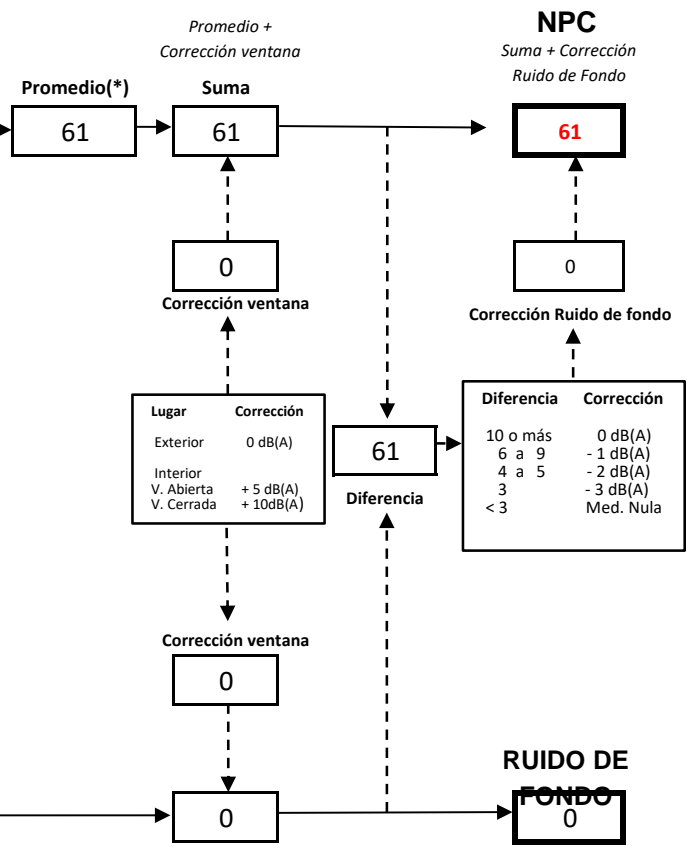 Promedio +
Corrección ventana
NPC
Suma + Corrección
Ruido de Fondo
Promedio(*)
Suma
61
61
61
0
0
Corrección ventana
Corrección Ruido de fondo
Lugar Corrección
Exterior 0 dB(A)
Interior
V. Abierta + 5 dB(A)
V. Cerrada + 10dB(A)
61
Diferencia
Diferencia Corrección
10 o más 0 dB(A)
6 a 9 - 1 dB(A)
4 a 5 - 2 dB(A)
3 - 3 dB(A)
< 3 Med. Nula
Corrección ventana
0
RUIDO DE
FONDO
0
0